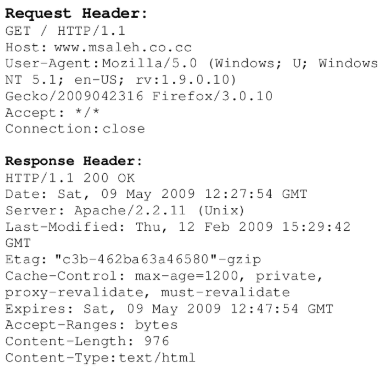 Request Header:
GET / HTTP/1.1
Host: www.msaleh.co.cc
User-Agent:Mozilla/5.0 (Windows; U; Windows
NT 5.1; en-US; rv:1.9.0.10)
Gecko/2009042316 Firefox/3.0.10
Accept: */*
Connection:close
Response Header:
HTTP/1.1 200 OK
Date: Sat, 09 May 2009 12:27:54 GMT
Server: Apache/2.2.11 (Unix)
Last-Modified: Thu, 12 Feb 2009 15:29:42
GMT
Etag: "c3b-462ba63a46580"-gzip
Cache-Control: max-age=1200, private,
proxy-revalidate, must-revalidate
Expires: Sat, 09 May 2009 12:47:54 GMT
Accept-Ranges: bytes
Content-Length: 976
Content-Type:text/html